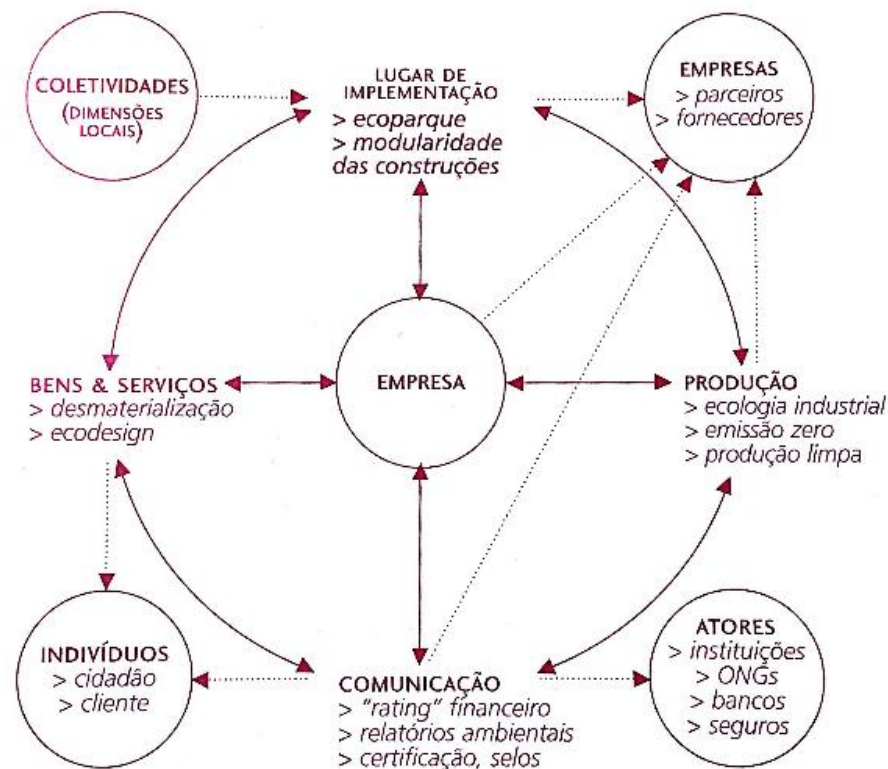 COLETIVIDADES
(DIMENSÕES
LOCAIS)
LUGAR DE
IMPLEMENTAÇÃO
> ecoparque
> modularidade
das construções
EMPRESAS
> parceiros
> fornecedores
BENS & SERVIÇOS
> desmaterialização
> ecodesign
EMPRESA
PRODUÇÃO
> ecologia industrial
> emissão zero
> produção limpa
INDIVÍDUOS
> cidadão
> cliente
COMUNICAÇÃO
> "rating" financeiro
> relatórios ambientais
> certificação, selos
ATORES
> instituições
> ONGs
> bancos
> seguros